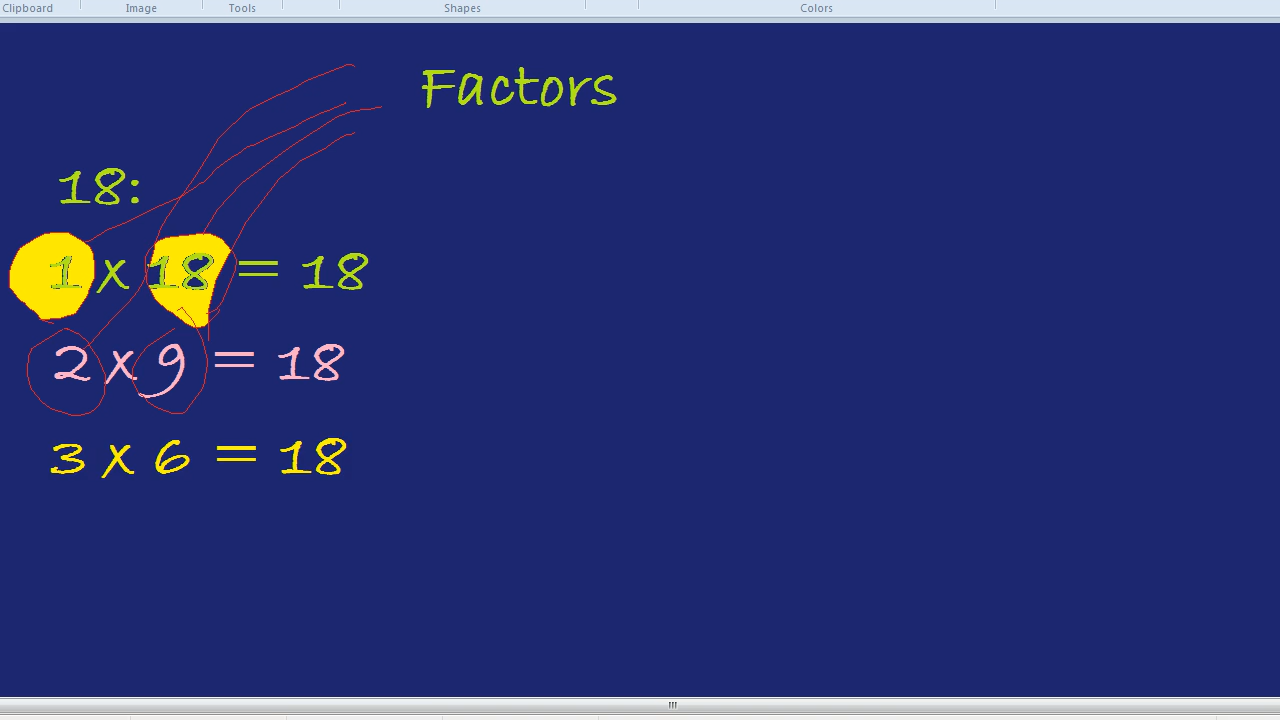 Clipboard Image Tools Shapes Colors
Factors
18:
1 x 18 = 18
2 x 9 = 18
3 x 6 = 18